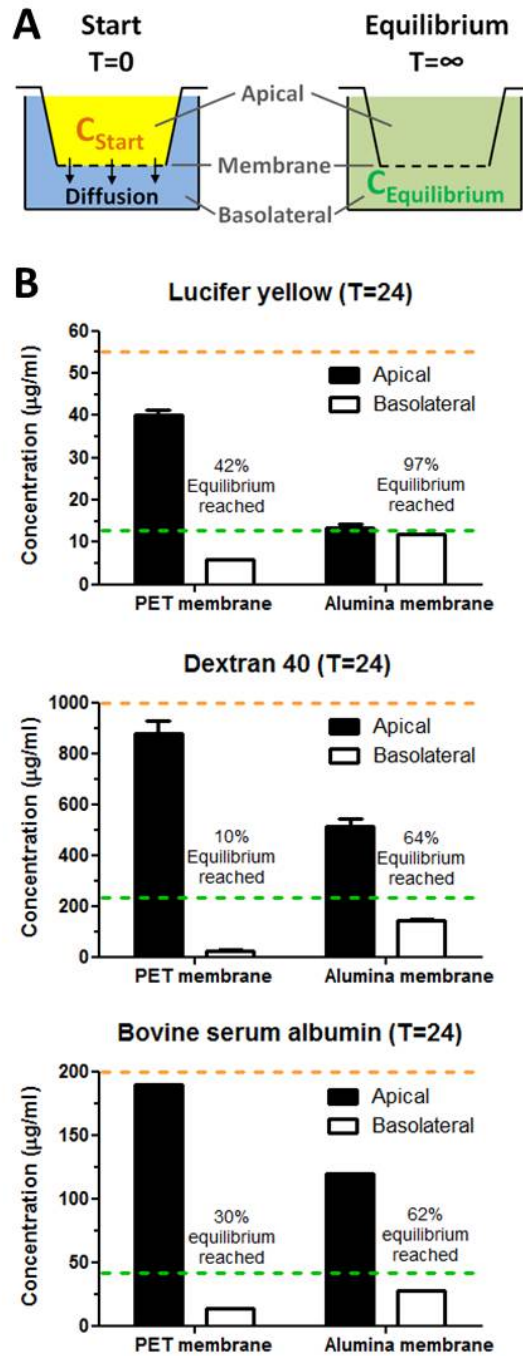 A
Start
T=0
Equilibrium
T=∞
C Start
Apical
Membrane
Diffusion
Basolateral
C Equilibrium
B
Lucifer yellow (T=24)
Concentration (µg/ml)
60
50
40
30
20
10
0
Apical
Basolateral
42%
Equilibrium
reached
97%
Equilibrium
reached
PET membrane
Alumina membrane
Dextran 40 (T=24)
Concentration (µg/ml)
1000
800
600
400
200
0
Apical
Basolateral
10%
Equilibrium
reached
64%
Equilibrium
reached
PET membrane
Alumina membrane
Bovine serum albumin (T=24)
Concentration (µg/ml)
200
150
100
50
0
Apical
Basolateral
30%
equilibrium
reached
62%
equilibrium
reached
PET membrane
Alumina membrane